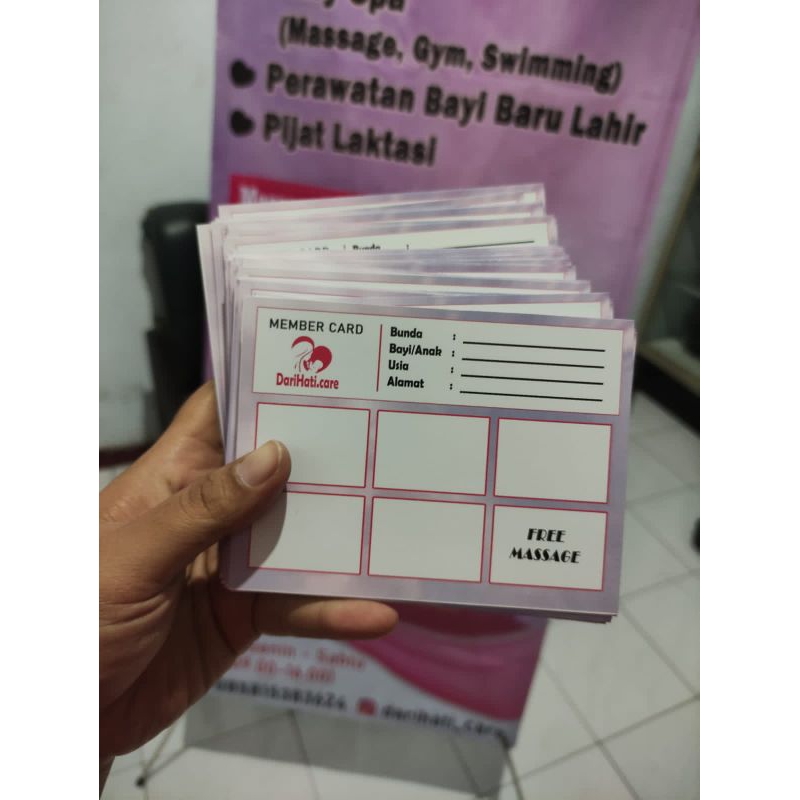 (Massage, Gym, Swimming)
Perawatan Bayi Baru Lahir
Pijat Laktasi
MEMBER CARD
DariHati.care
Bunda :
Bayi/Anak :
Usia :
Alamat :
FREE
MASSAGE
- Sabtu
darihati_care